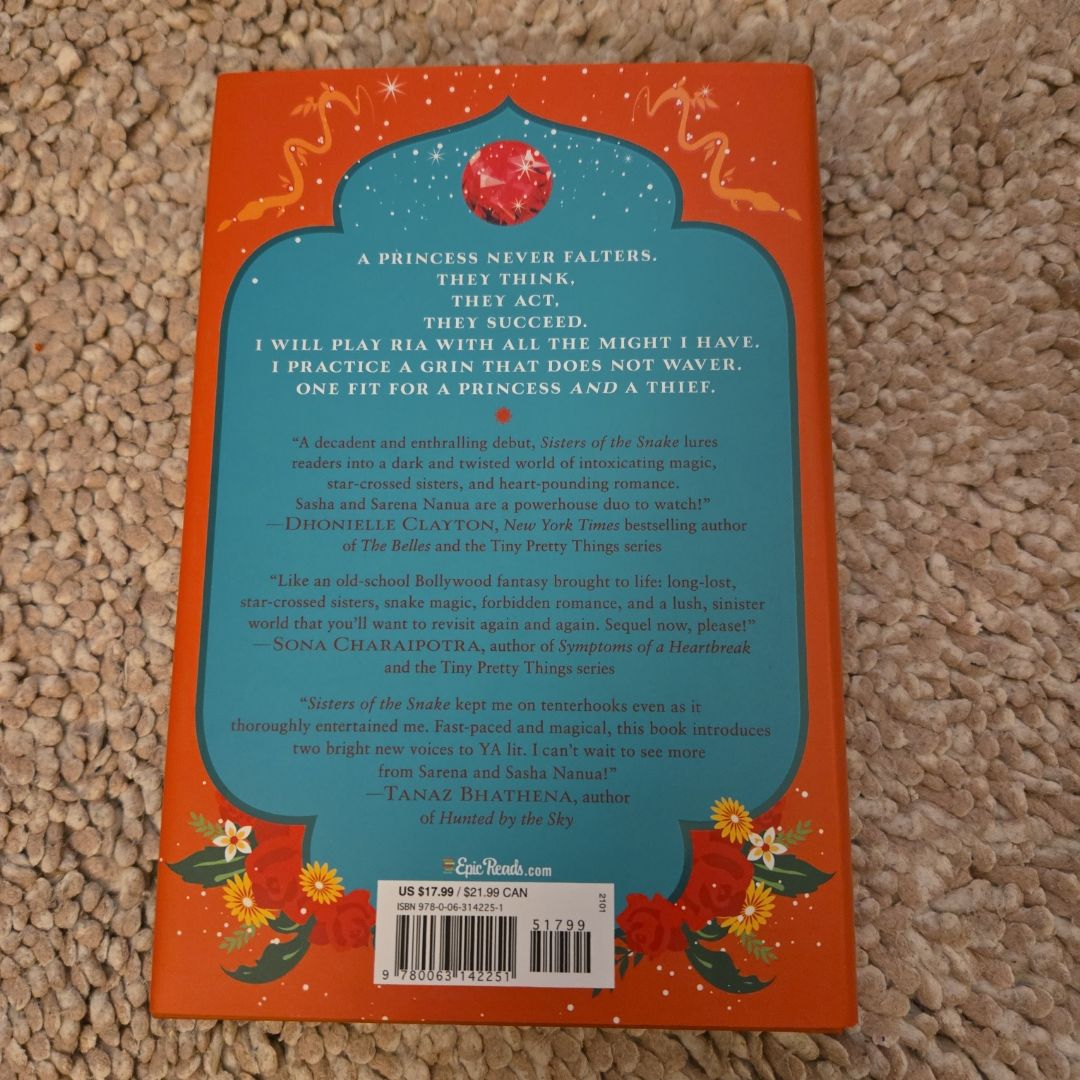 A PRINCESS NEVER FALTERS.
THEY THINK,
THEY ACT,
THEY SUCCEED.
I WILL PLAY RIA WITH ALL THE MIGHT I HAVE.
I PRACTICE A GRIN THAT DOES NOT WAVER.
ONE FIT FOR A PRINCESS AND A THIEF.
“A decadent and enthralling debut, Sisters of the Snake lures
readers into a dark and twisted world of intoxicating magic,
star-crossed sisters, and heart-pounding romance.
Sasha and Sarena Nanua are a powerhouse duo to watch!”
—DHONIELLE CLAYTON, New York Times bestselling author
of The Belles and the Tiny Pretty Things series
“Like an old-school Bollywood fantasy brought to life: long-lost,
star-crossed sisters, snake magic, forbidden romance, and a lush, sinister
world that you’ll want to revisit again and again. Sequel now, please!”
—SONA CHARAIPOTRA, author of Symptoms of a Heartbreak
and the Tiny Pretty Things series
“Sisters of the Snake kept me on tenterhooks even as it
thoroughly entertained me. Fast-paced and magical, this book introduces
two bright new voices to YA lit. I can’t wait to see more
from Sarena and Sasha Nanua!”
—TANAZ BHATHENA, author
of Hunted by the Sky
Epic Reads.com
US $17.99 / $21.99 CAN
ISBN 978-0-06-314225-1
2101
51799
9 780063 142251